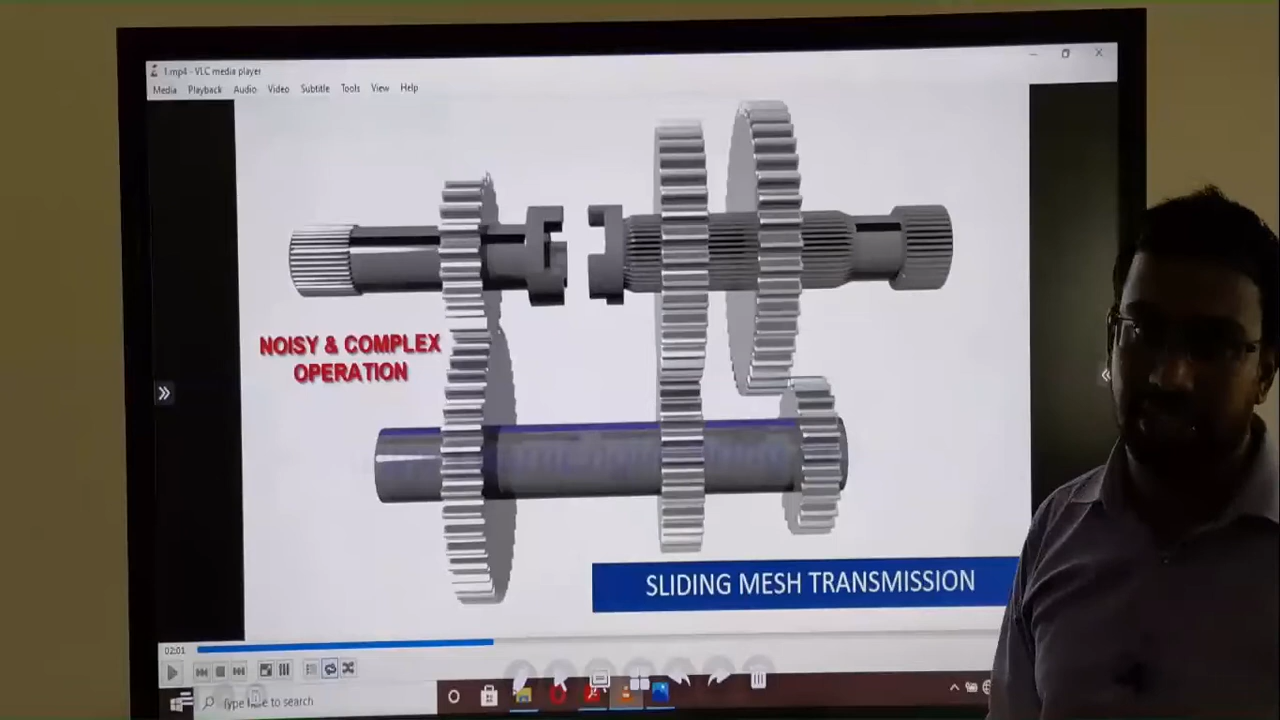 1.mp4 - VLC media player
Media Playback Audio Video Subtitle Tools View Help
NOISY & COMPLEX
OPERATION
SLIDING MESH TRANSMISSION
02:01
Type here to search